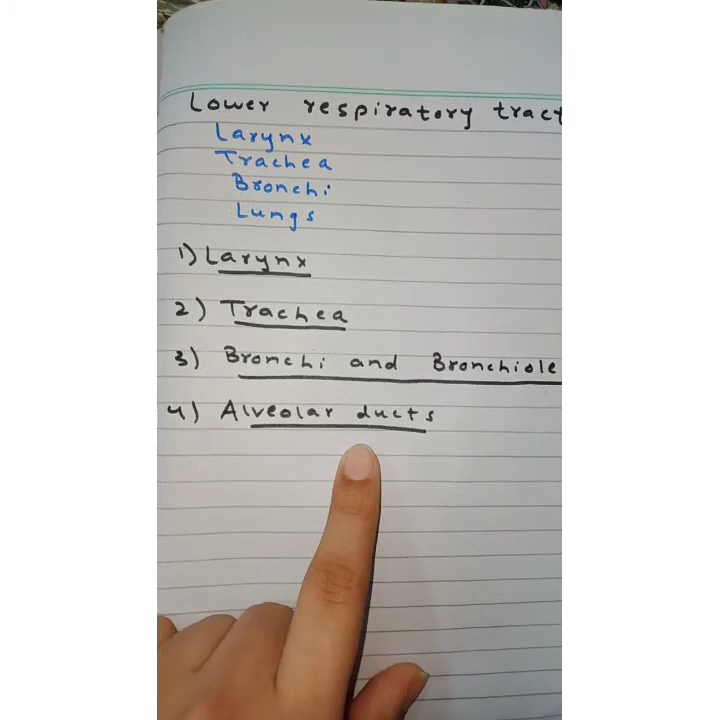 Lower respiratory tract
Larynx
Trachea
Bronchi
Lungs
1) Larynx
2) Trachea
3) Bronchi and Bronchiole
4) Alveolar ducts